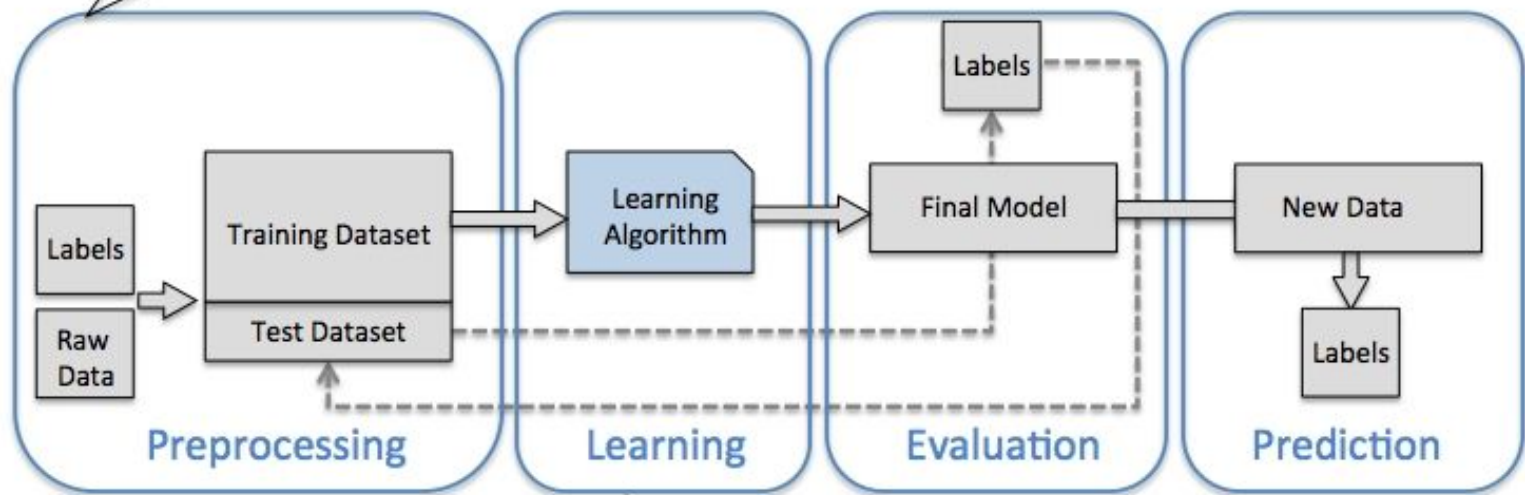 Labels
Raw
Data
Training Dataset
Test Dataset
Preprocessing
Learning
Algorithm
Learning
Labels
Final Model
Evaluation
New Data
Labels
Prediction